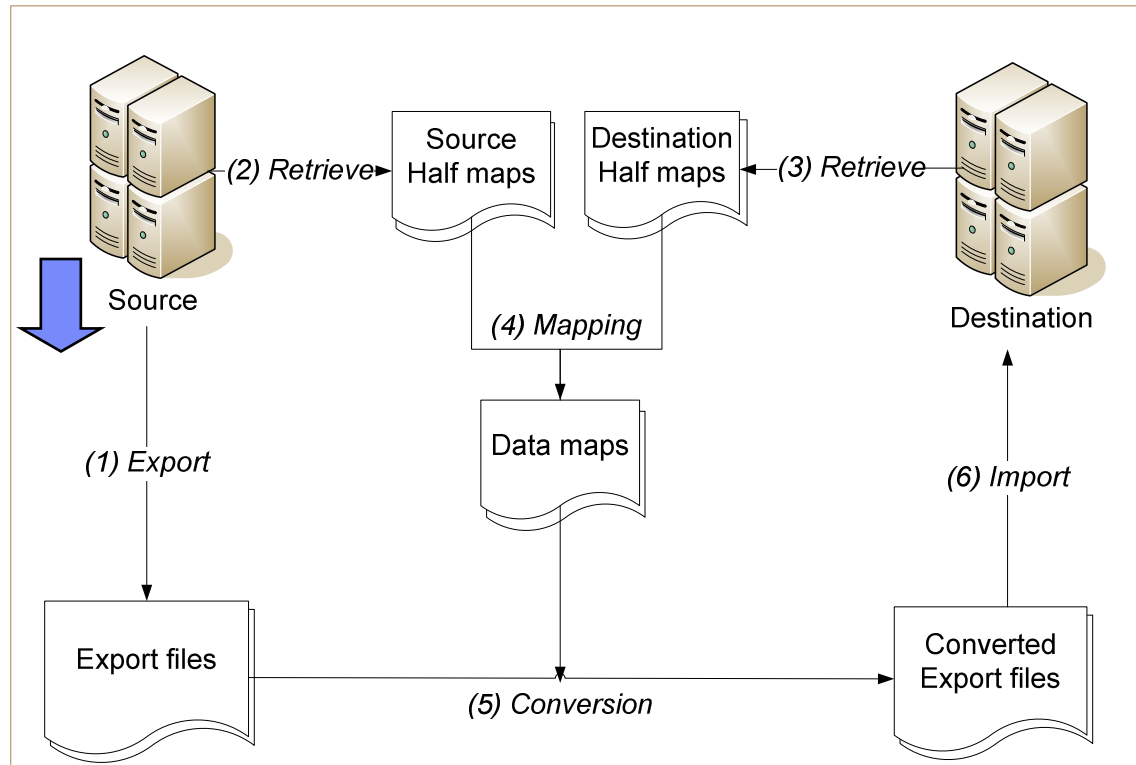 Source
Half maps
Destination
Half maps
(2) Retrieve
(3) Retrieve
Source
Destination
(4) Mapping
Data maps
(1) Export
(6) Import
Export files
Converted
Export files
(5) Conversion